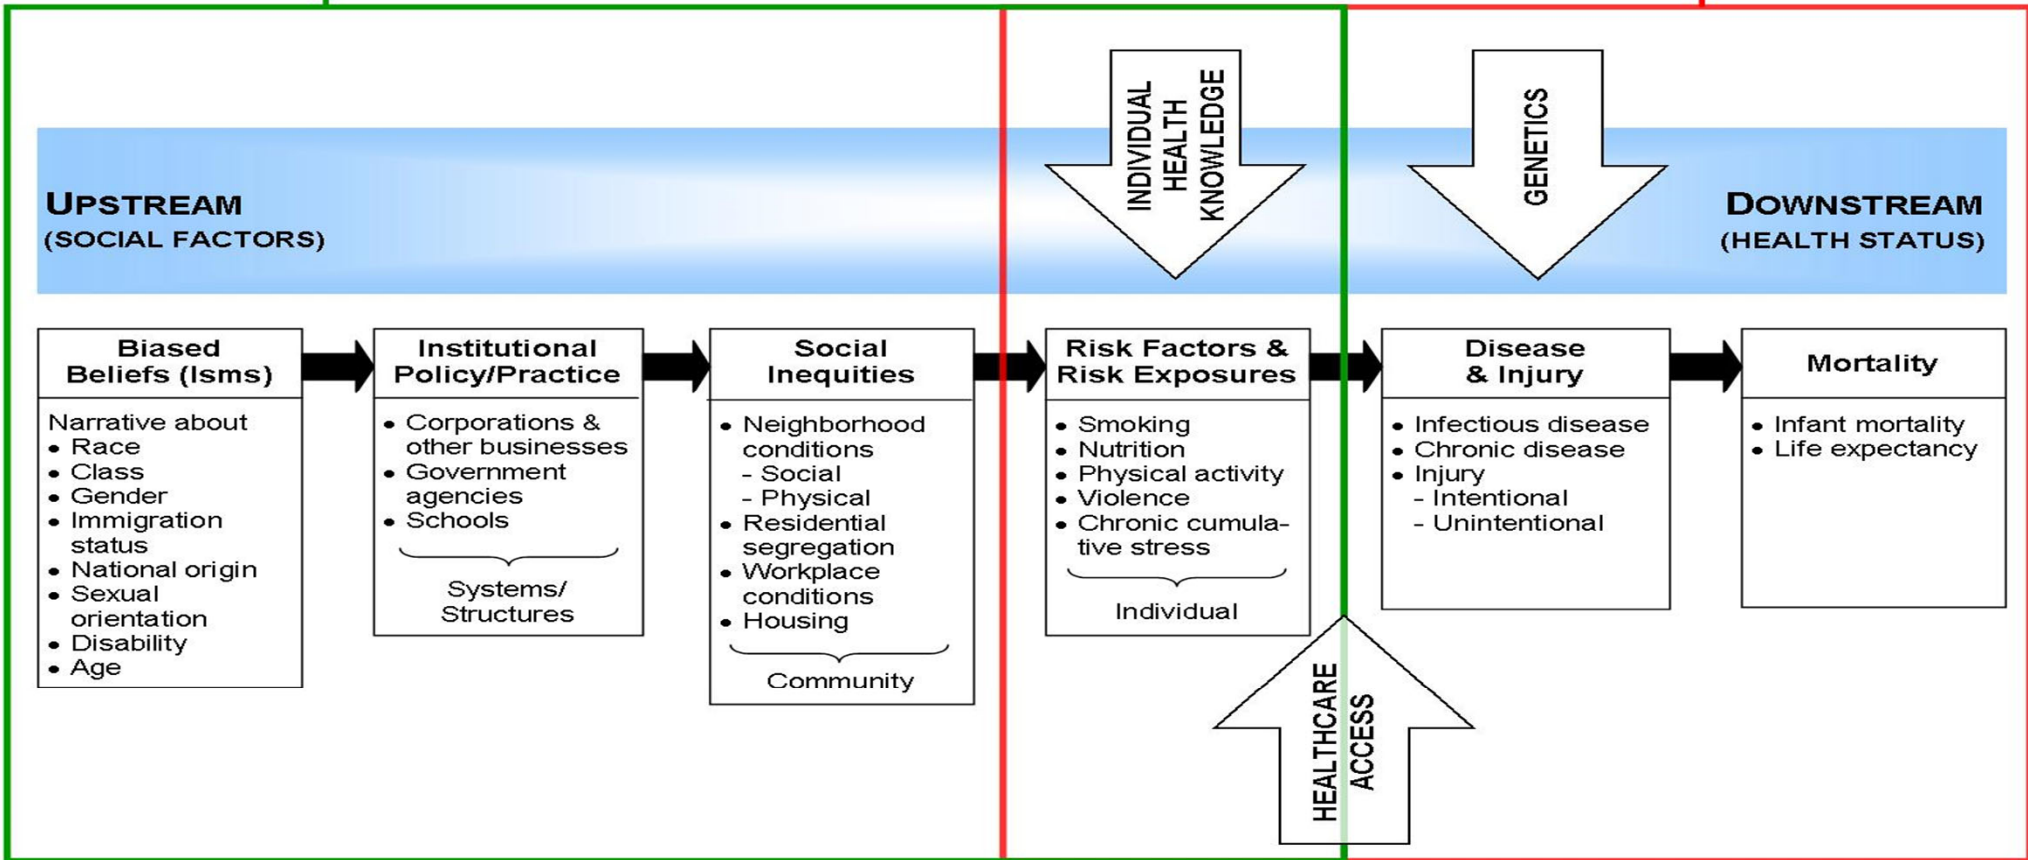 INDIVIDUAL
HEALTH
KNOWLEDGE
GENETICS
UPSTREAM
(SOCIAL FACTORS)
DOWNSTREAM
(HEALTH STATUS)
Biased
Beliefs (Isms)
Narrative about
• Race
• Class
• Gender
• Immigration
status
• National origin
• Sexual
orientation
• Disability
• Age
Institutional
Policy/Practice
• Corporations &
other businesses
• Government
agencies
• Schools
Systems/
Structures
Social
Inequities
• Neighborhood
conditions
- Social
- Physical
• Residential
segregation
• Workplace
conditions
• Housing
Community
Risk Factors &
Risk Exposures
• Smoking
• Nutrition
• Physical activity
• Violence
• Chronic cumula-
tive stress
Individual
Disease
& Injury
• Infectious disease
• Chronic disease
• Injury
- Intentional
- Unintentional
Mortality
• Infant mortality
• Life expectancy
HEALTHCARE
ACCESS